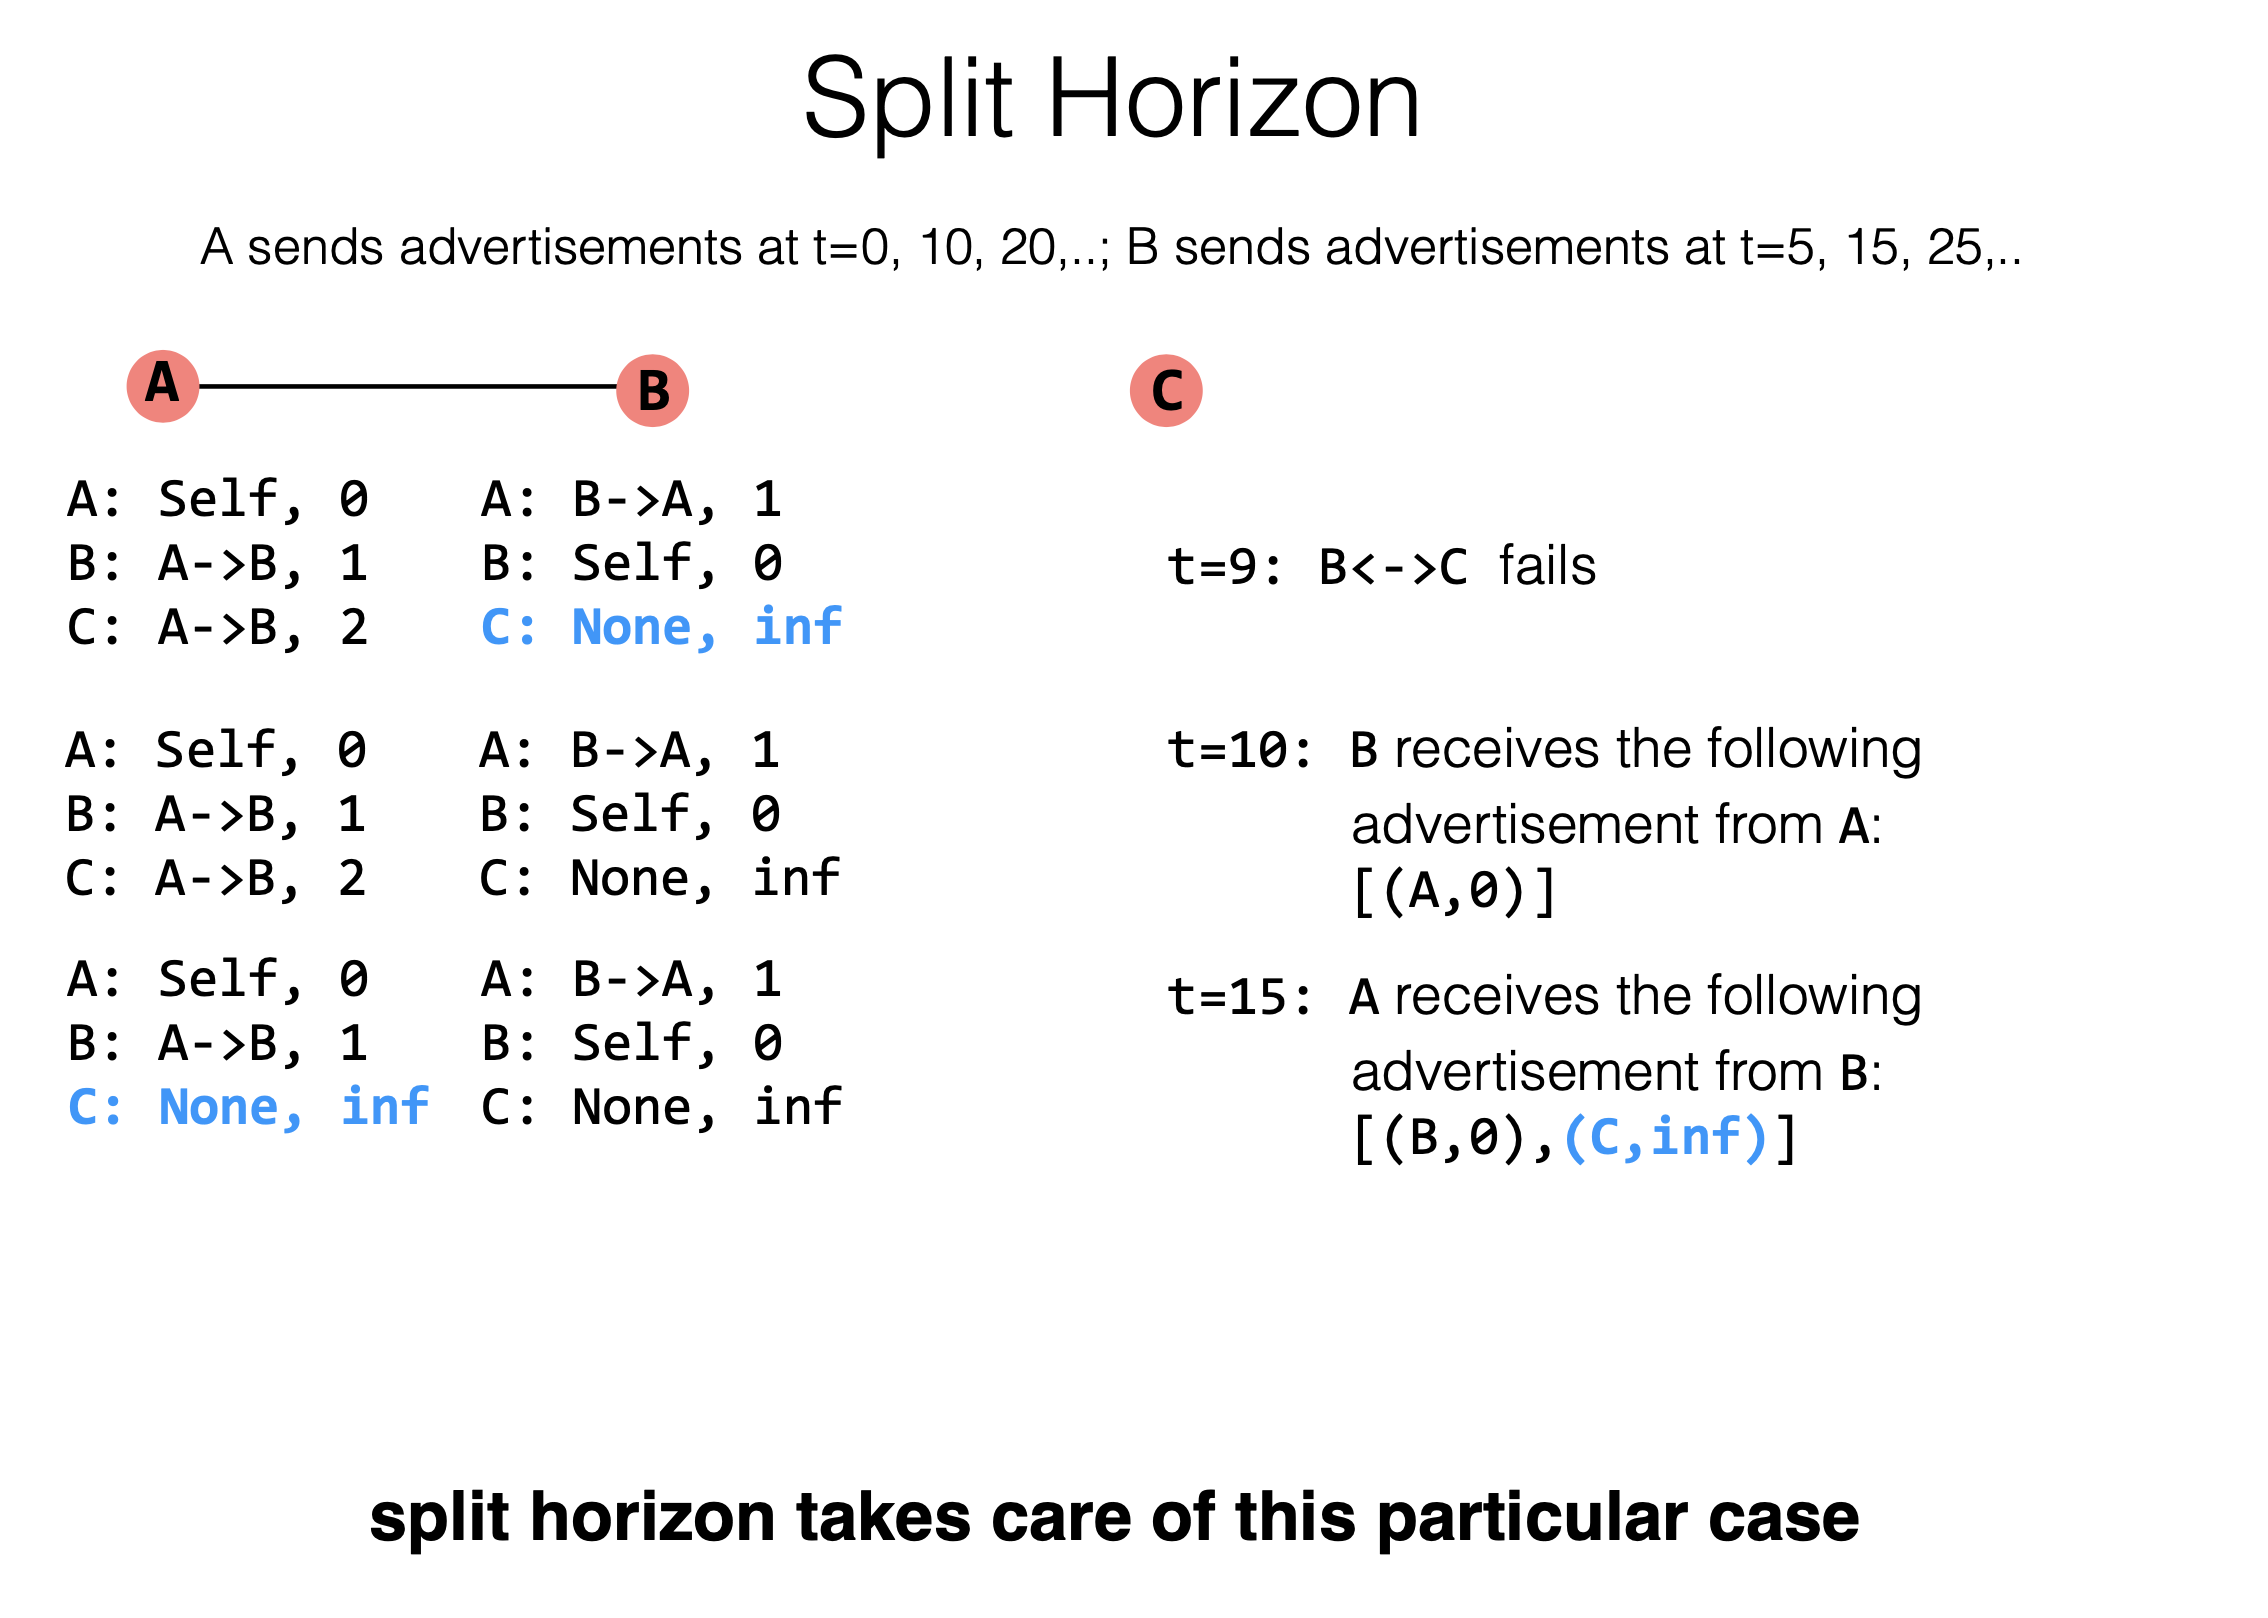 Split Horizon
A sends advertisements at t=0, 10, 20,..; B sends advertisements at t=5, 15, 25,..
A B C
A: Self, 0 A: B->A, 1
B: A->B, 1 B: Self, 0
C: A->B, 2 C: None, inf
t=9: B<->C fails
A: Self, 0 A: B->A, 1
B: A->B, 1 B: Self, 0
C: A->B, 2 C: None, inf
t=10: B receives the following
advertisement from A:
[(A,0)]
A: Self, 0 A: B->A, 1
B: A->B, 1 B: Self, 0
C: None, inf C: None, inf
t=15: A receives the following
advertisement from B:
[(B,0),(C,inf)]
split horizon takes care of this particular case